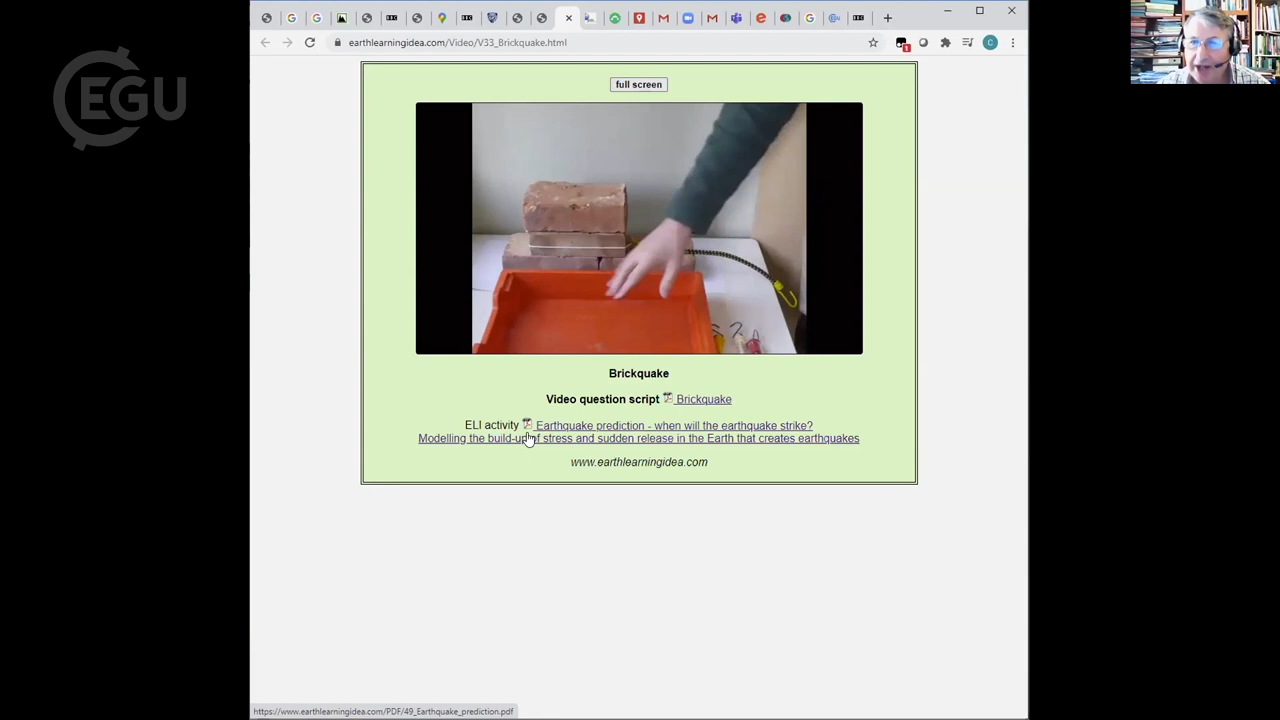 earthlearningidea.com/Video/V33_Brickquake.html
EGU
full screen
Brickquake
Video question script Brickquake
ELI activity Earthquake prediction - when will the earthquake strike?
Modelling the build-up of stress and sudden release in the Earth that creates earthquakes
www.earthlearningidea.com
https://www.earthlearningidea.com/PDF/49_Earthquake_prediction.pdf